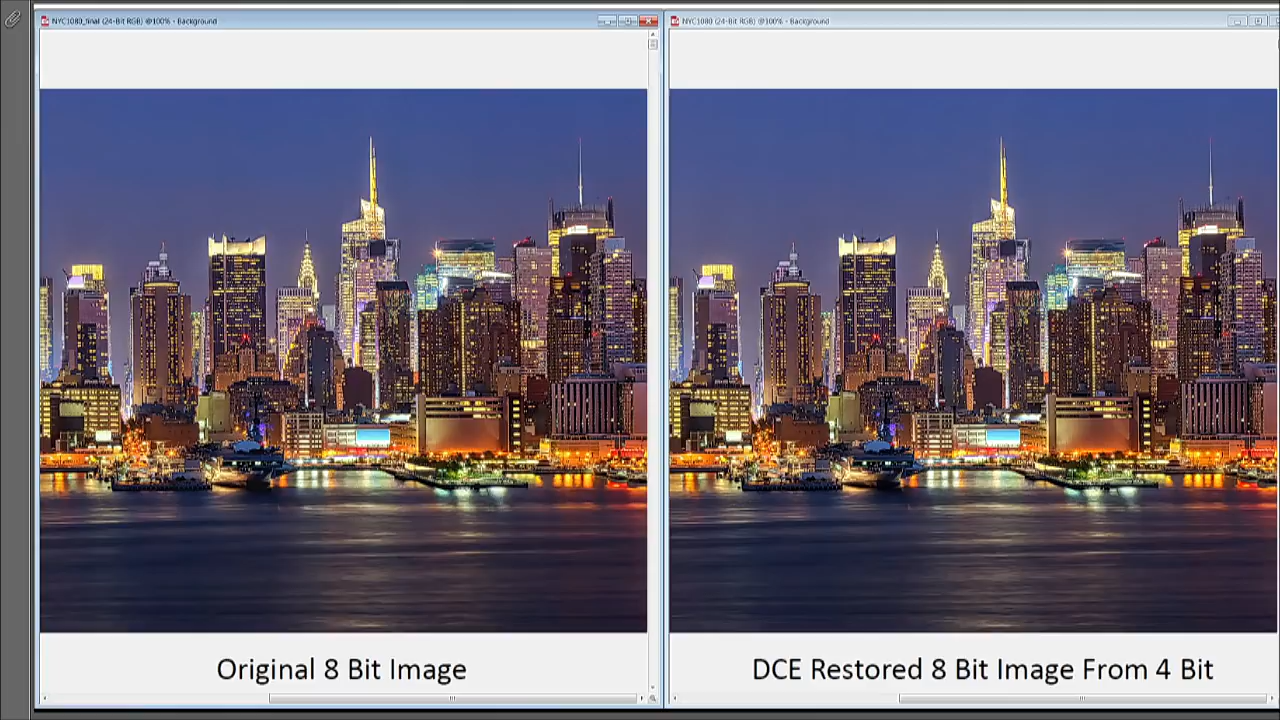 NYC1080_final (24-Bit RGB) @100% - Background
NYC1080 (24-Bit RGB) @100% - Background
Original 8 Bit Image
DCE Restored 8 Bit Image From 4 Bit